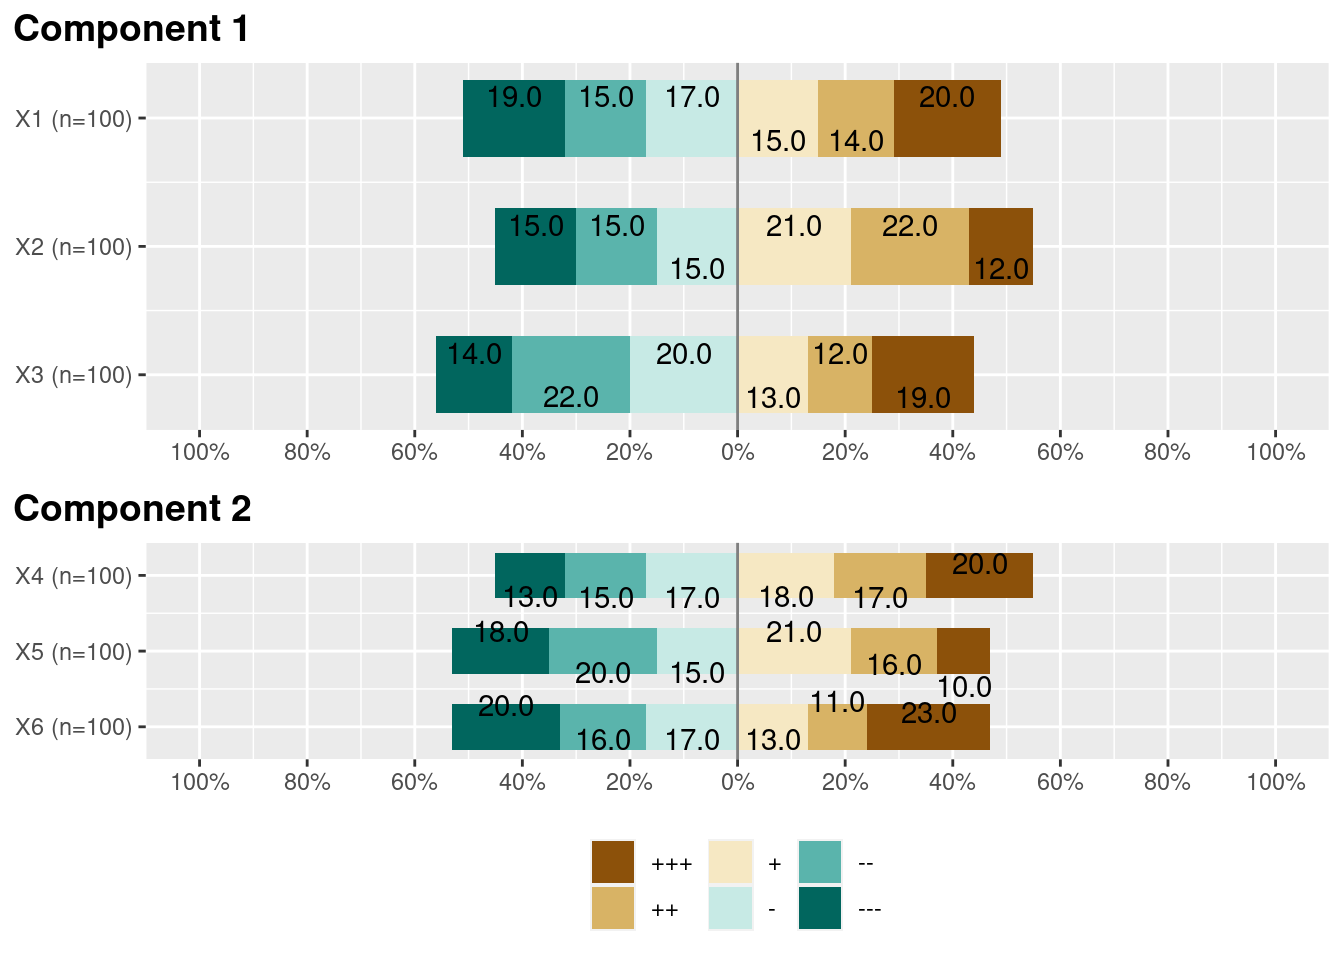 Component 1
X1 (n=100)
19.0 15.0 17.0 20.0
15.0 14.0
X2 (n=100)
15.0 15.0 21.0 22.0
15.0 12.0
X3 (n=100)
14.0 20.0 12.0
22.0 13.0 19.0
100% 80% 60% 40% 20% 0% 20% 40% 60% 80% 100%
Component 2
X4 (n=100)
20.0
13.0 15.0 17.0 18.0 17.0
X5 (n=100)
18.0 21.0
20.0 15.0 16.0
10.0
X6 (n=100)
20.0 11.0 23.0
16.0 17.0 13.0
100% 80% 60% 40% 20% 0% 20% 40% 60% 80% 100%
+++ + --
++ - ---